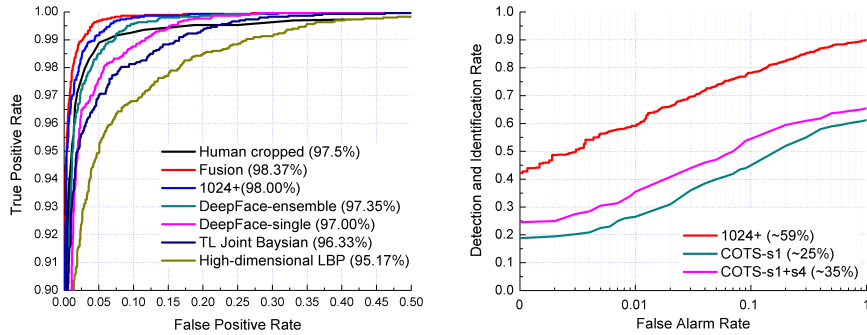 1.00
0.99
0.98
0.97
0.96
0.95
0.94
0.93
0.92
0.91
0.90
True Positive Rate
0.00 0.05 0.10 0.15 0.20 0.25 0.30 0.35 0.40 0.45 0.50
False Positive Rate
Human cropped (97.5%)
Fusion (98.37%)
1024+(98.00%)
DeepFace-ensemble (97.35%)
DeepFace-single (97.00%)
TL Joint Baysian (96.33%)
High-dimensional LBP (95.17%)
1.0
0.9
0.8
0.7
0.6
0.5
0.4
0.3
0.2
0.1
0.0
Detection and Identification Rate
0 0.01 0.1 1
False Alarm Rate
1024+ (~59%)
COTS-s1 (~25%)
COTS-s1+s4 (~35%)